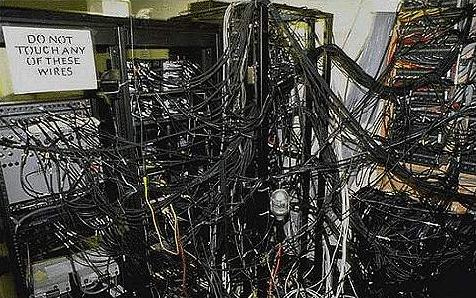 DO NOT
TOUCH ANY
OF THESE
WIRES